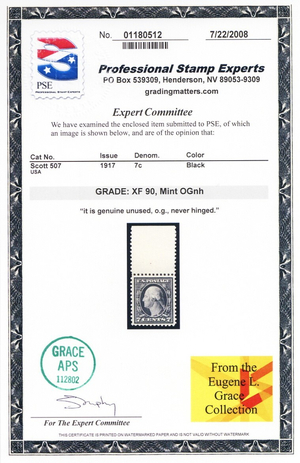 No. 01180512 7/22/2008
PSE
Professional Stamp Experts
PO Box 539309, Henderson, NV 89053-9309
gradingmatters.com
Expert Committee
We have examined the enclosed item submitted to PSE, of which
an image is shown below, and are of the opinion that:
Cat No. Issue Denom. Color
Scott 507 1917 7c Black
USA
GRADE: XF 90, Mint OGnh
"it is genuine unused, o.g., never hinged."
U.S. POSTAGE
7 CENTS 7
GRACE
APS
112802
From the
Eugene L.
Grace
Collection
For The Expert Committee
THIS CERTIFICATE IS PRINTED ON WATERMARKED PAPER AND IS NOT VALID WITHOUT